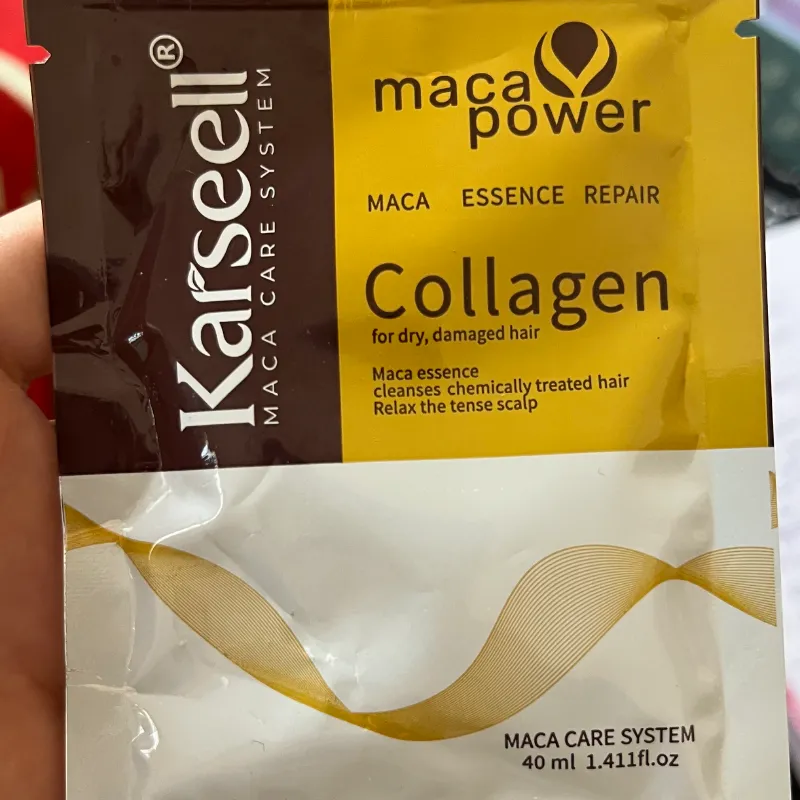 Karseell®
MACA CARE SYSTEM
maca
power
MACA ESSENCE REPAIR
Collagen
for dry, damaged hair
Maca essence
cleanses chemically treated hair
Relax the tense scalp
MACA CARE SYSTEM
40 ml 1.411fl.oz